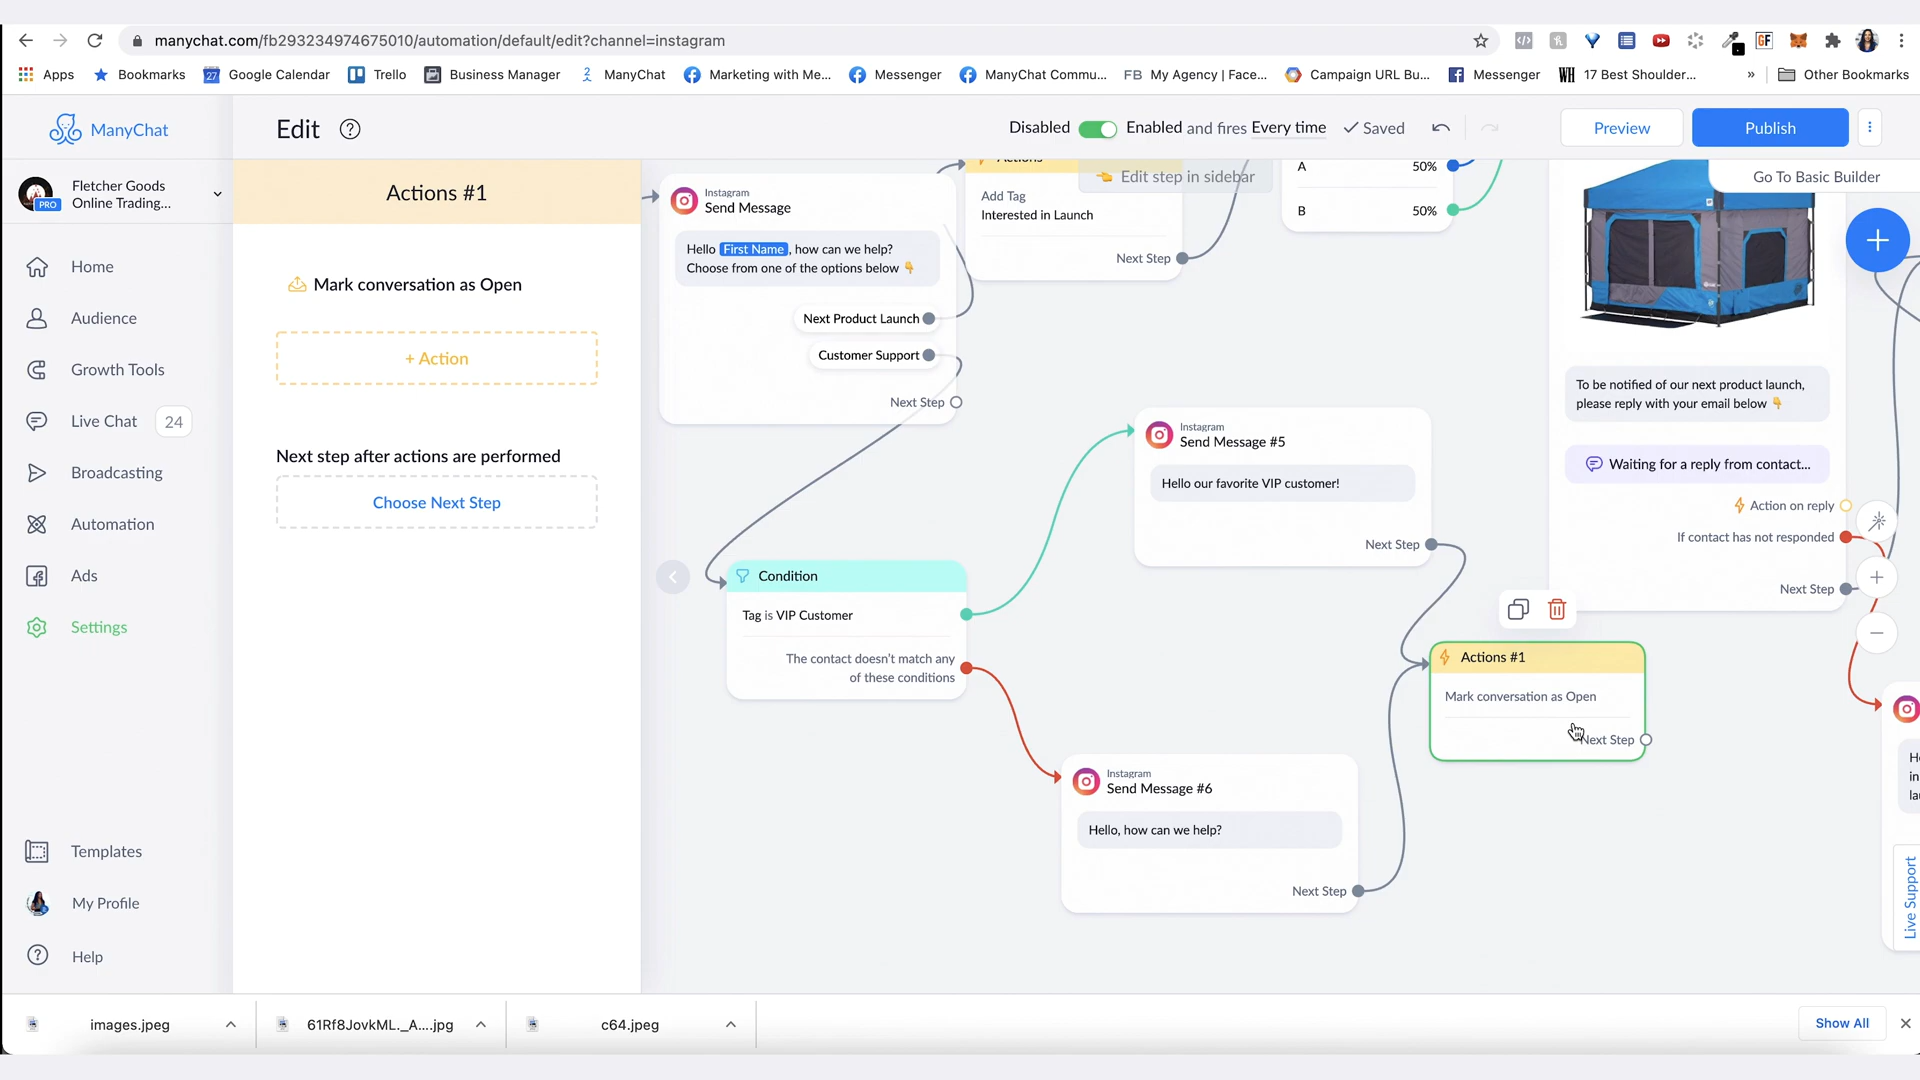 manychat.com/fb293234974675010/automation/default/edit?channel=instagram
Apps
Bookmarks
27
Google Calendar
Trello
Business Manager
ManyChat
Marketing with Me...
Messenger
ManyChat Commu...
FB My Agency | Face...
Campaign URL Bu...
Messenger
WH 17 Best Shoulder...
»
Other Bookmarks
GF
ManyChat
Edit
?
Disabled
Enabled and fires Every time
Saved
Preview
Publish
Fletcher Goods
Online Trading...
PRO
Home
Audience
Growth Tools
Live Chat
24
Broadcasting
Automation
Ads
Settings
Templates
My Profile
Help
Actions #1
Mark conversation as Open
+ Action
Next step after actions are performed
Choose Next Step
Instagram
Send Message
Hello First Name, how can we help?
Choose from one of the options below 👇
Next Product Launch
Customer Support
Next Step
Actions
Add Tag
Interested in Launch
Next Step
👈 Edit step in sidebar
A 50%
B 50%
Go To Basic Builder
To be notified of our next product launch,
please reply with your email below 👇
Waiting for a reply from contact...
Action on reply
If contact has not responded
Next Step
Instagram
Send Message #5
Hello our favorite VIP customer!
Next Step
Condition
Tag is VIP Customer
The contact doesn't match any
of these conditions
Actions #1
Mark conversation as Open
Next Step
Instagram
Send Message #6
Hello, how can we help?
Next Step
Live Support
images.jpeg
61Rf8JovkML._A....jpg
c64.jpeg
Show All